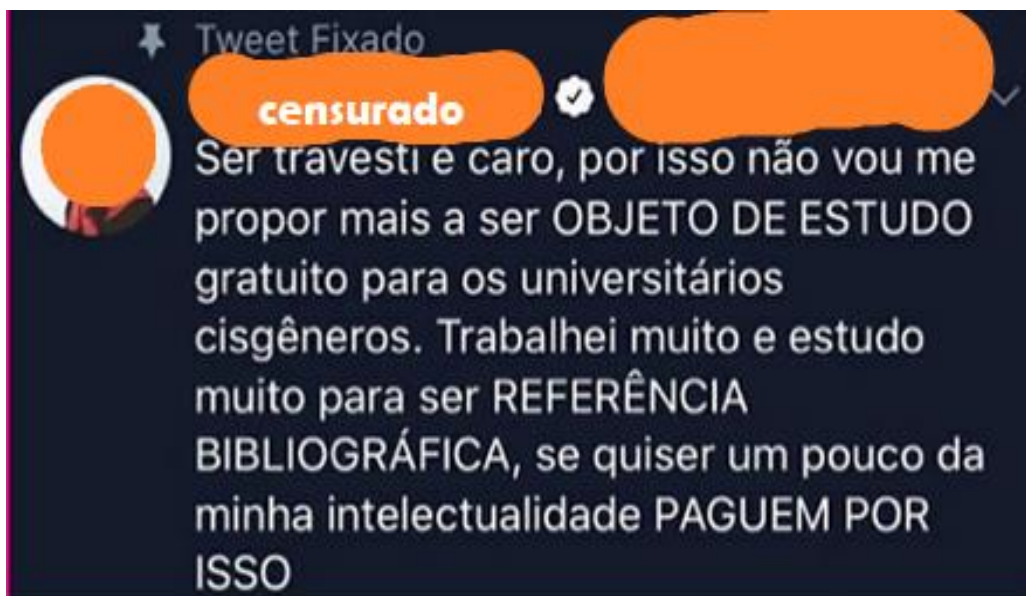 Tweet Fixado
censurado
Ser travesti é caro, por isso não vou me
propor mais a ser OBJETO DE ESTUDO
gratuito para os universitários
cisgêneros. Trabalhei muito e estudo
muito para ser REFERÊNCIA
BIBLIOGRÁFICA, se quiser um pouco da
minha intelectualidade PAGUEM POR
ISSO